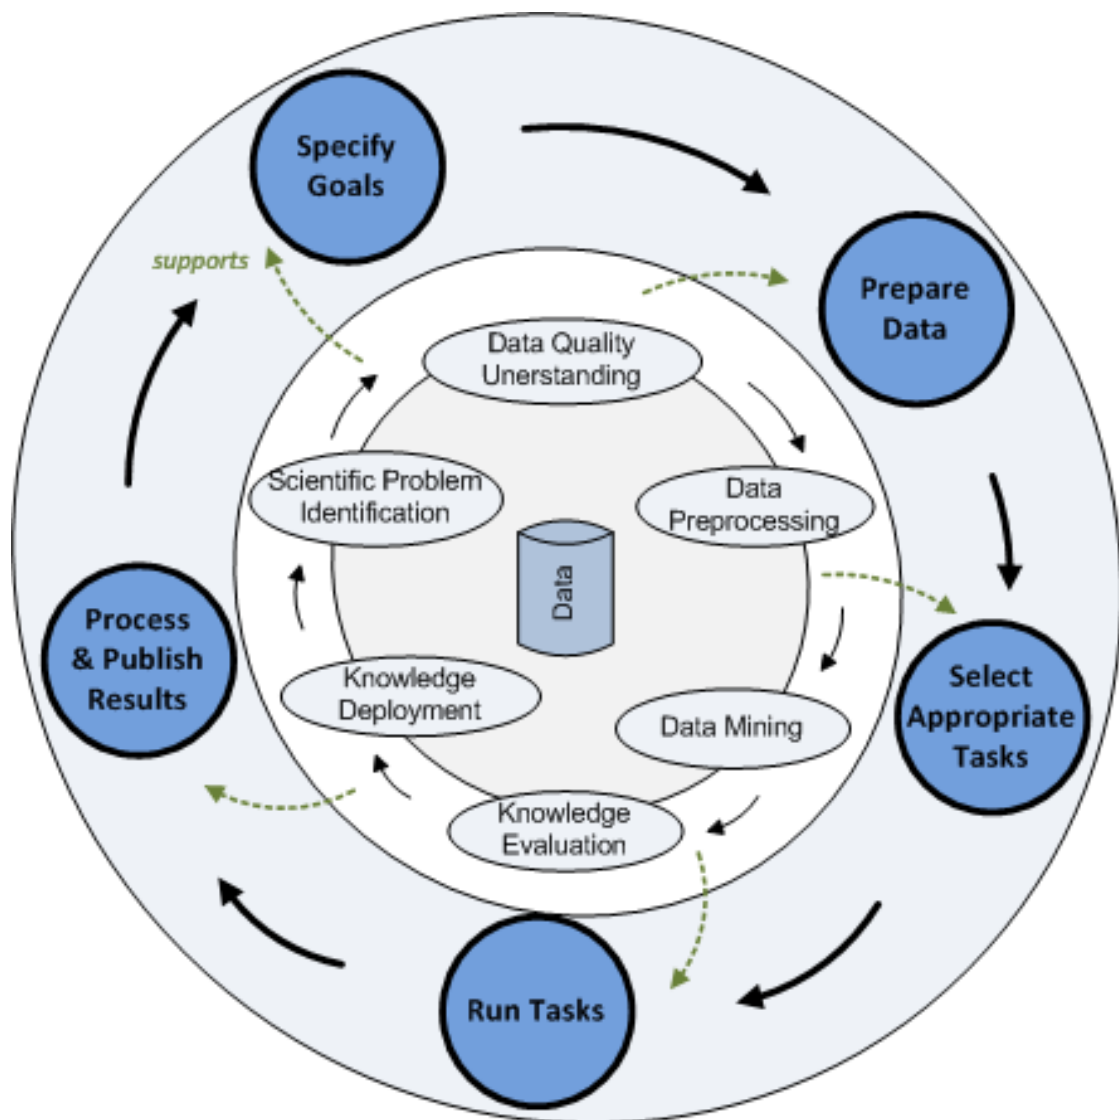 Specify
Goals
supports
Prepare
Data
Data Quality
Unerstanding
Scientific Problem
Identification
Data
Preprocessing
Data
Process
& Publish
Results
Knowledge
Deployment
Data Mining
Select
Appropriate
Tasks
Knowledge
Evaluation
Run Tasks